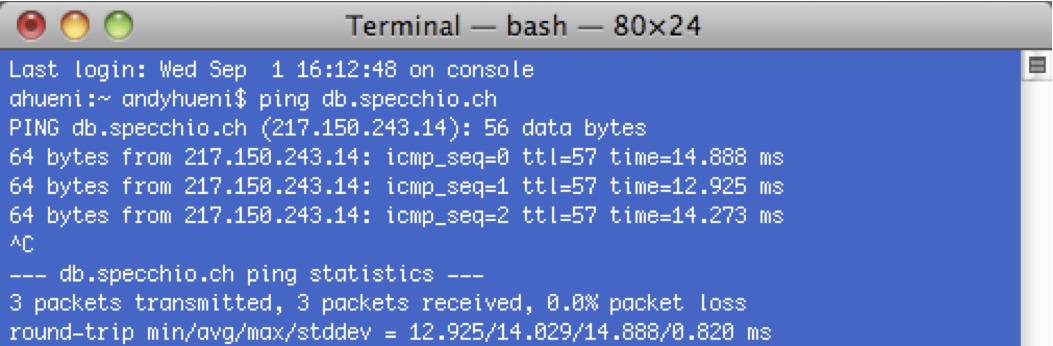 Terminal — bash — 80×24
Last login: Wed Sep  1 16:12:48 on console
ahueni:~ andyhueni$ ping db.specchio.ch
PING db.specchio.ch (217.150.243.14): 56 data bytes
64 bytes from 217.150.243.14: icmp_seq=0 ttl=57 time=14.888 ms
64 bytes from 217.150.243.14: icmp_seq=1 ttl=57 time=12.925 ms
64 bytes from 217.150.243.14: icmp_seq=2 ttl=57 time=14.273 ms
^C
--- db.specchio.ch ping statistics ---
3 packets transmitted, 3 packets received, 0.0% packet loss
round-trip min/avg/max/stddev = 12.925/14.029/14.888/0.820 ms